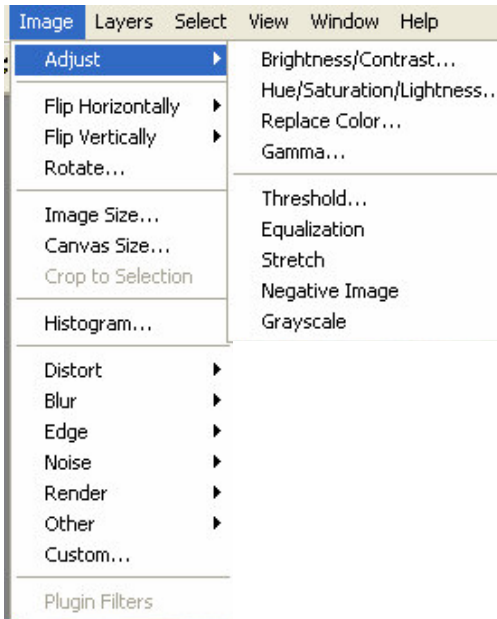 Image Layers Select View Window Help
Adjust
Flip Horizontally
Flip Vertically
Rotate...
Image Size...
Canvas Size...
Crop to Selection
Histogram...
Distort
Blur
Edge
Noise
Render
Other
Custom...
Plugin Filters
Brightness/Contrast...
Hue/Saturation/Lightness..
Replace Color...
Gamma...
Threshold...
Equalization
Stretch
Negative Image
Grayscale